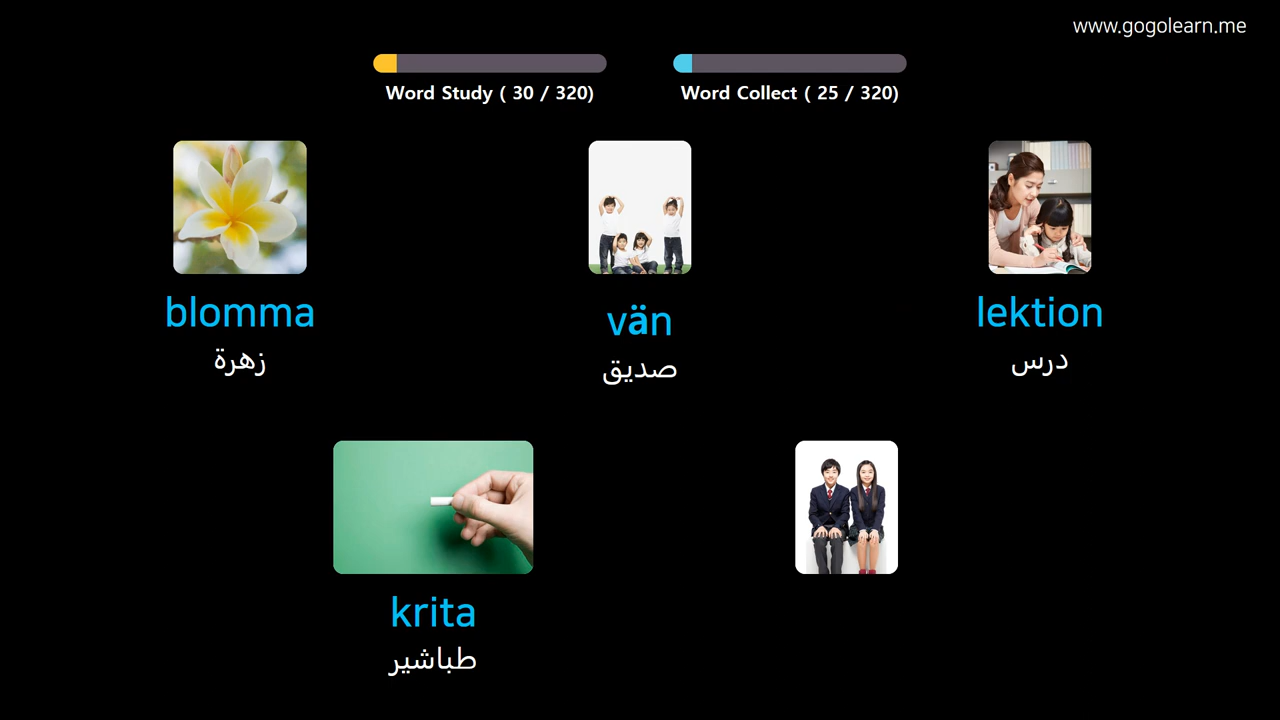 www.gogolearn.me
Word Study ( 30 / 320)
Word Collect ( 25 / 320)
blomma
زهرة
vän
صديق
lektion
درس
krita
طباشير